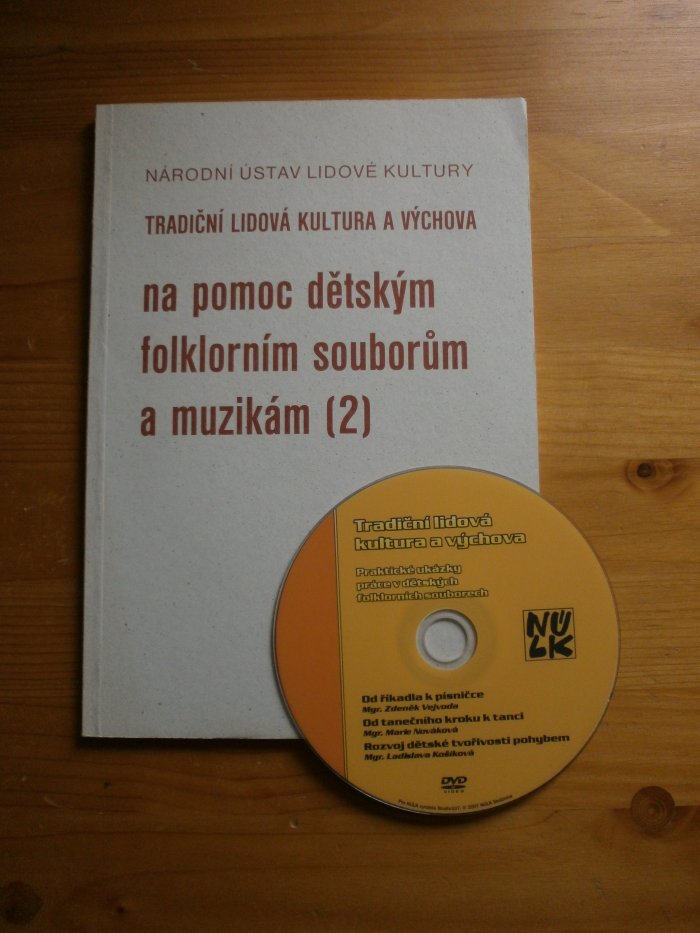 NÁRODNÍ ÚSTAV LIDOVÉ KULTURY
TRADIČNÍ LIDOVÁ KULTURA A VÝCHOVA
na pomoc dětským
folklorním souborům
a muzikám (2)
Tradiční lidová
kultura a výchova
Praktické ukázky
práce v dětských
folklorních souborech
NÚ
LK
Od říkadla k písničce
Mgr. Zdeněk Vejvoda
Od tanečního kroku k tanci
Mgr. Marie Nováková
Rozvoj dětské tvořivosti pohybem
Mgr. Ladislava Košíková
DVD
VIDEO